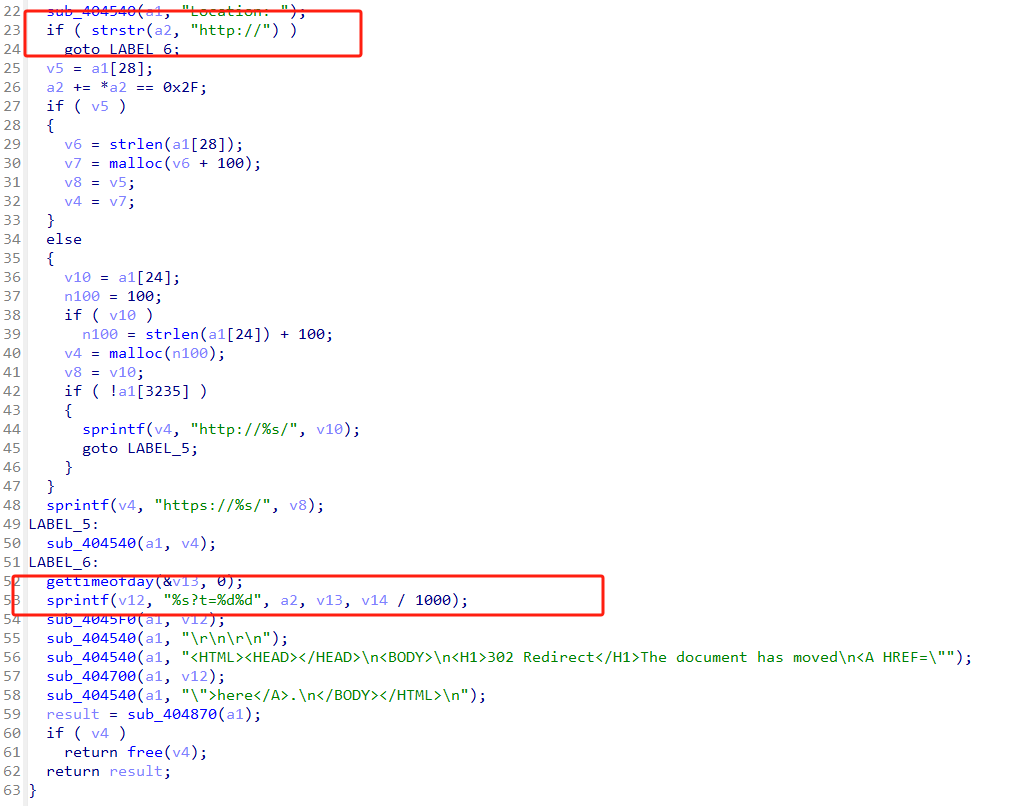 22 sub_404540(a1, "Location: ");
23 if ( strstr(a2, "http://") )
24 goto LABEL_6;
25 v5 = a1[28];
26 a2 += *a2 == 0x2F;
27 if ( v5 )
28 {
29 v6 = strlen(a1[28]);
30 v7 = malloc(v6 + 100);
31 v8 = v5;
32 v4 = v7;
33 }
34 else
35 {
36 v10 = a1[24];
37 n100 = 100;
38 if ( v10 )
39 n100 = strlen(a1[24]) + 100;
40 v4 = malloc(n100);
41 v8 = v10;
42 if ( !a1[3235] )
43 {
44 sprintf(v4, "http://%s/", v10);
45 goto LABEL_5;
46 }
47 }
48 sprintf(v4, "https://%s/", v8);
49 LABEL_5:
50 sub_404540(a1, v4);
51 LABEL_6:
52 gettimeofday(&v13, 0);
53 sprintf(v12, "%s?t=%d%d", a2, v13, v14 / 1000);
54 sub_4045F0(a1, v12);
55 sub_404540(a1, "\r\n\r\n");
56 sub_404540(a1, "<HTML><HEAD></HEAD>\n<BODY>\n<H1>302 Redirect</H1>The document has moved\n<A HREF=\"");
57 sub_404700(a1, v12);
58 sub_404540(a1, "\">here</A>.\n</BODY></HTML>\n");
59 result = sub_404870(a1);
60 if ( v4 )
61 return free(v4);
62 return result;
63 }